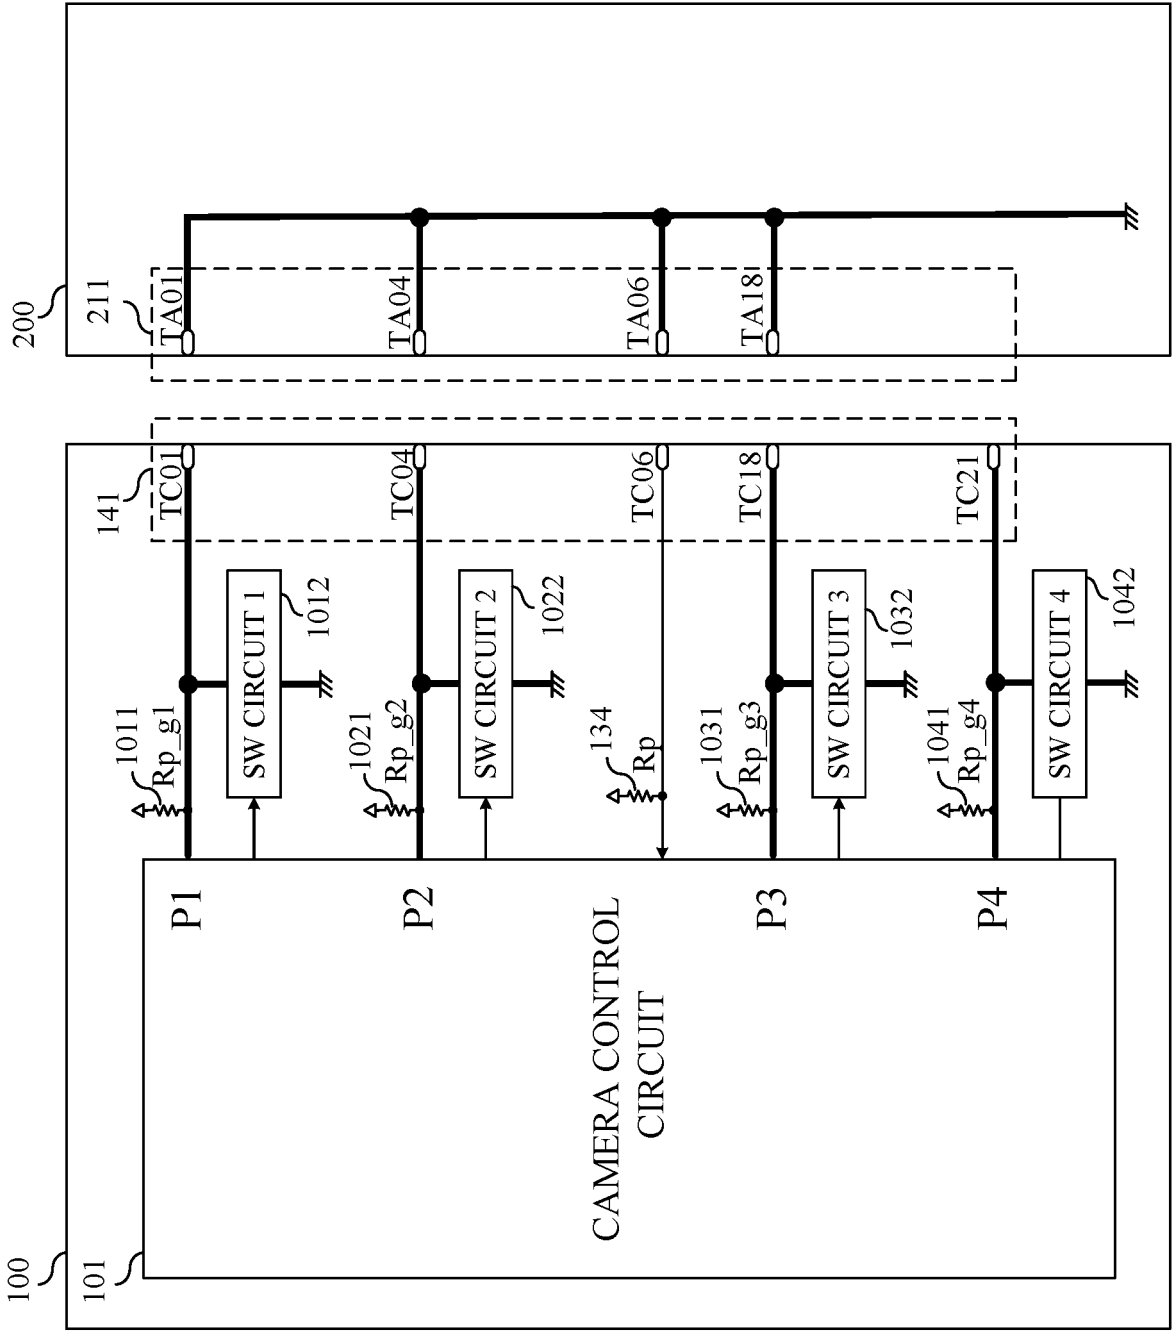 100
101
CAMERA CONTROL
CIRCUIT
P1
P2
P3
P4
1011
Rp_g1
SW CIRCUIT 1
1012
1021
Rp_g2
SW CIRCUIT 2
1022
134
Rp
1031
Rp_g3
SW CIRCUIT 3
1032
1041
Rp_g4
SW CIRCUIT 4
1042
141
TC01
TC04
TC06
TC18
TC21
200
211
TA01
TA04
TA06
TA18